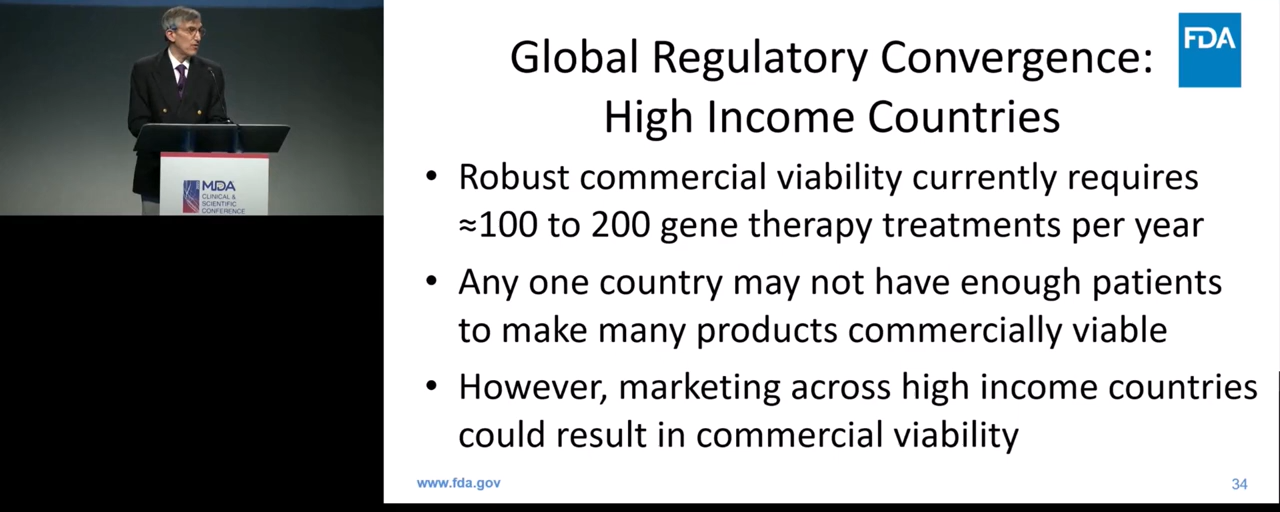 MDA
CLINICAL &
SCIENTIFIC
CONFERENCE
FDA
Global Regulatory Convergence:
High Income Countries
• Robust commercial viability currently requires
≈100 to 200 gene therapy treatments per year
• Any one country may not have enough patients
to make many products commercially viable
• However, marketing across high income countries
could result in commercial viability
www.fda.gov
34